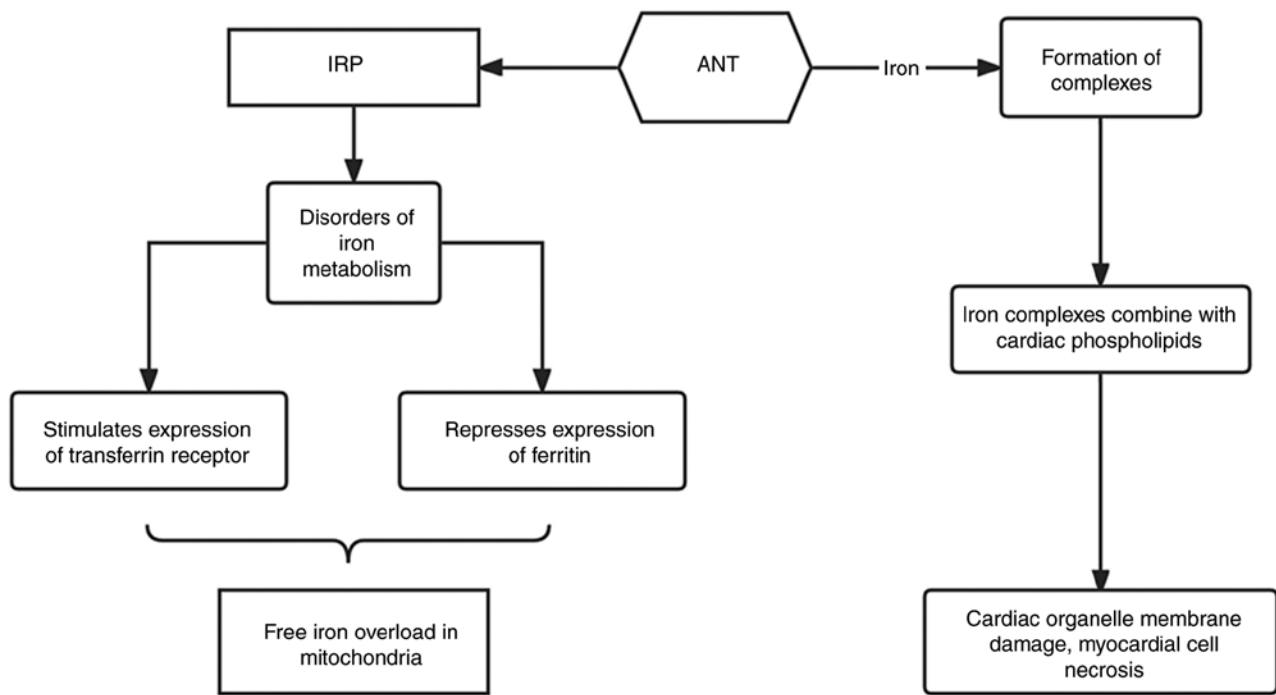 IRP
ANT
Iron
Formation of
complexes
Disorders of
iron
metabolism
Iron complexes combine with
cardiac phospholipids
Stimulates expression
of transferrin receptor
Represses expression
of ferritin
Free iron overload in
mitochondria
Cardiac organelle membrane
damage, myocardial cell
necrosis